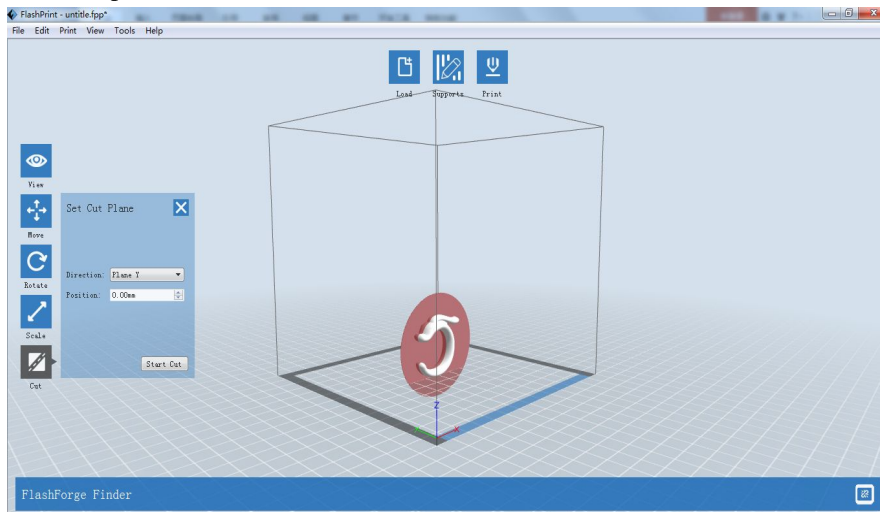 FlashPrint - untitle.fpp*
File Edit Print View Tools Help
Load Supports Print
View
Move
Rotate
Scale
Cut
Set Cut Plane
Direction: Plane Y
Position: 0.00mm
Start Cut
Z
X
FlashForge Finder